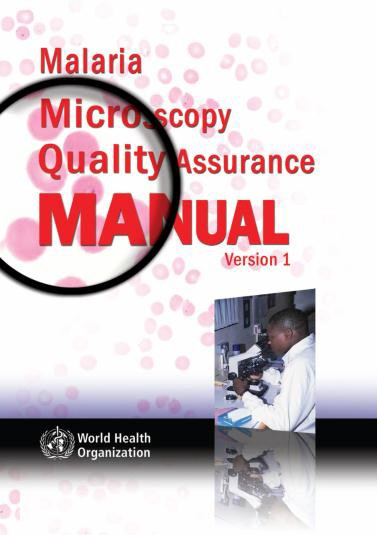 Malaria
Microscopy
Quality Assurance
MANUAL
Version 1
World Health
Organization